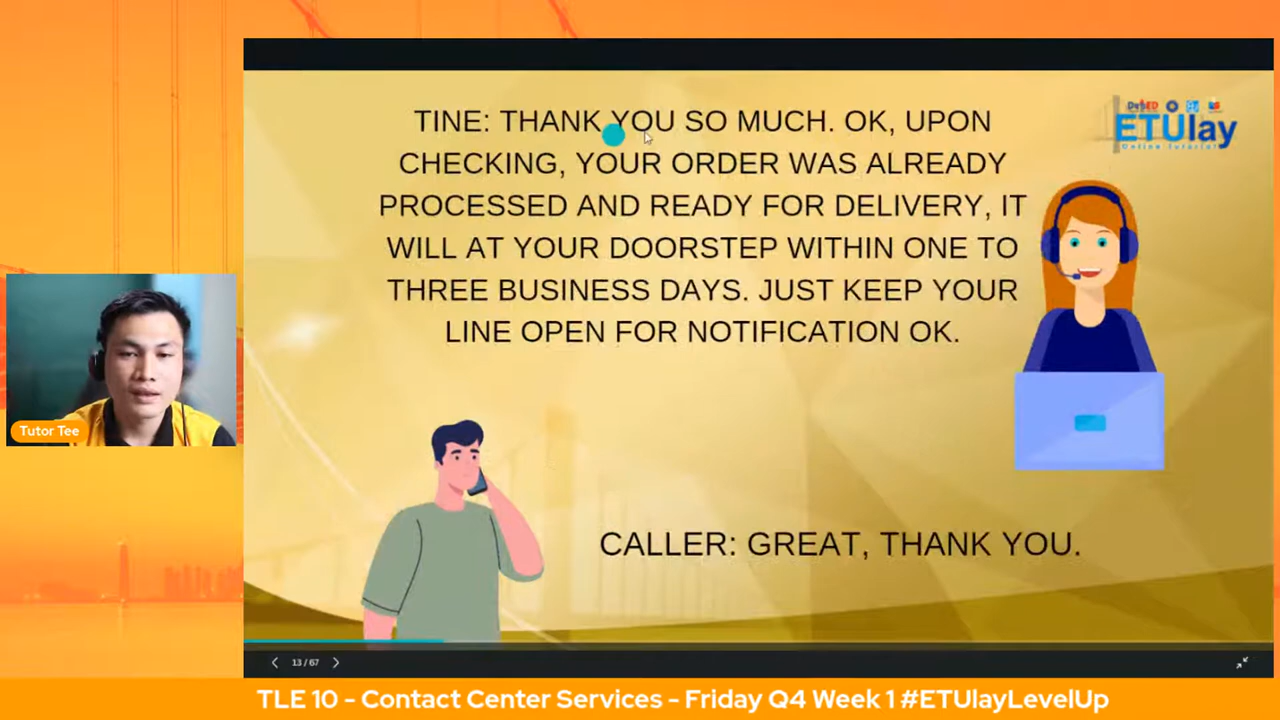 TINE: THANK YOU SO MUCH. OK, UPON
CHECKING, YOUR ORDER WAS ALREADY
PROCESSED AND READY FOR DELIVERY, IT
WILL AT YOUR DOORSTEP WITHIN ONE TO
THREE BUSINESS DAYS. JUST KEEP YOUR
LINE OPEN FOR NOTIFICATION OK.
DepED
ETUlay
Online Tutorial
Tutor Tee
CALLER: GREAT, THANK YOU.
13 / 67
TLE 10 - Contact Center Services - Friday Q4 Week 1 #ETUlayLevelUp